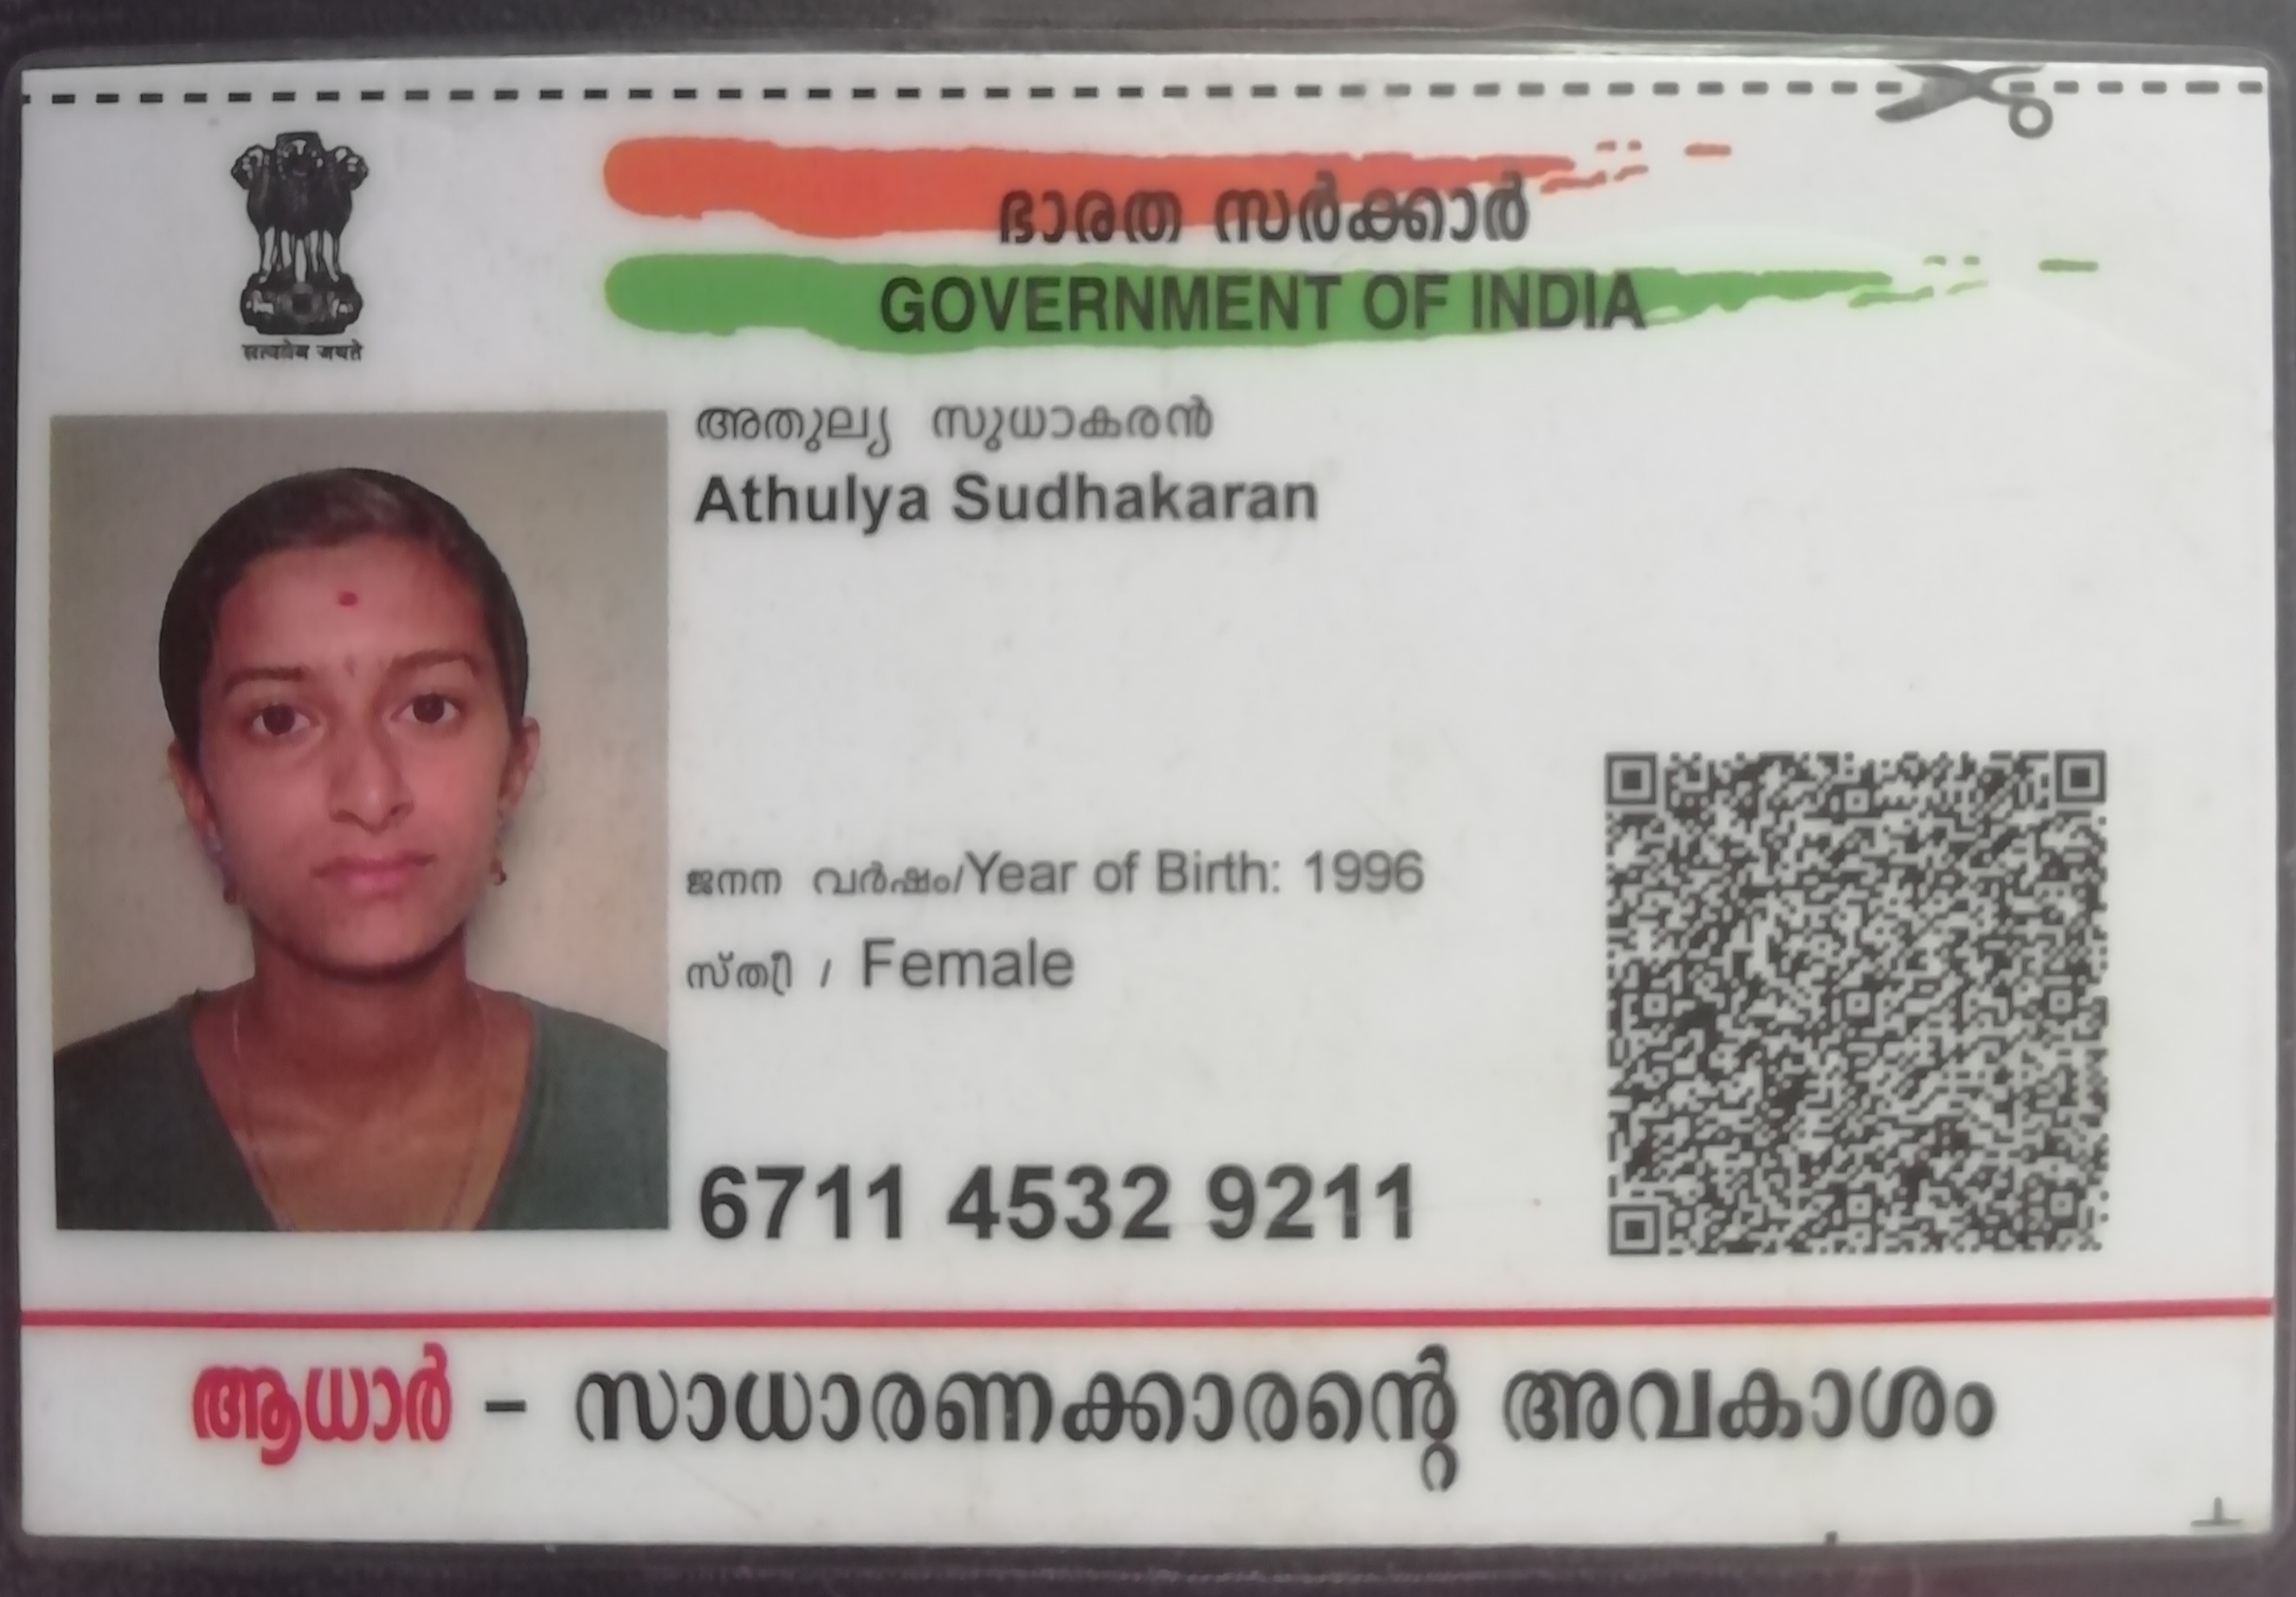 सत्यमेव जयते
ഭാരത സർക്കാർ
GOVERNMENT OF INDIA
അതുല്യ സുധാകരൻ
Athulya Sudhakaran
ജനന വർഷം/Year of Birth: 1996
സ്ത്രീ / Female
6711 4532 9211
ആധാർ - സാധാരണക്കാരന്റെ അവകാശം